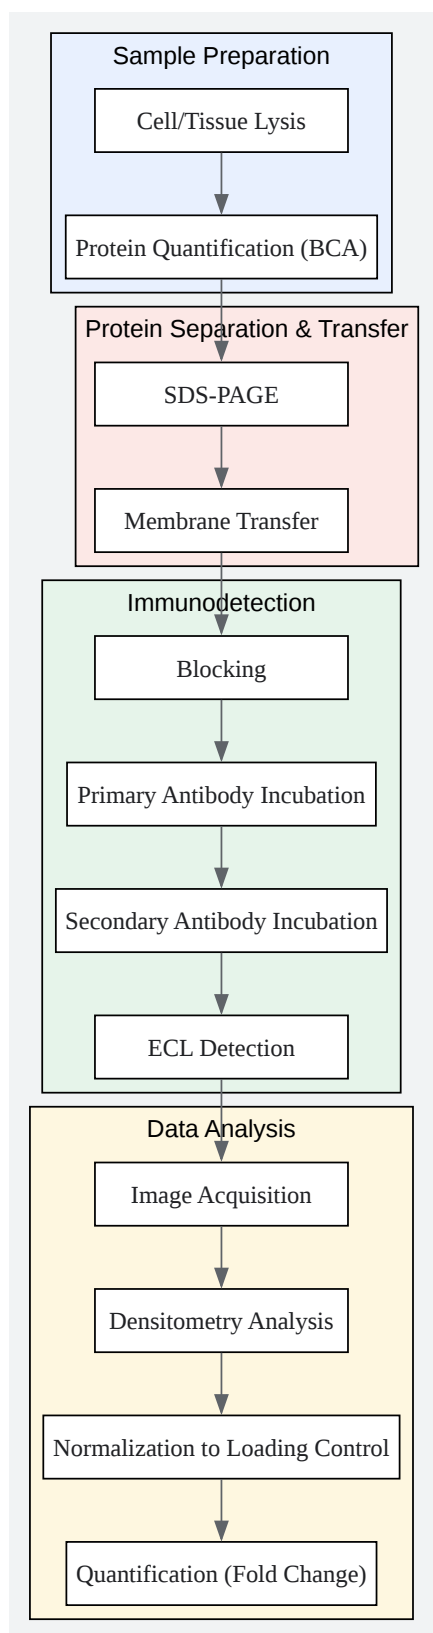 Sample Preparation
Cell/Tissue Lysis
Protein Quantification (BCA)
Protein Separation & Transfer
SDS-PAGE
Membrane Transfer
Immunodetection
Blocking
Primary Antibody Incubation
Secondary Antibody Incubation
ECL Detection
Data Analysis
Image Acquisition
Densitometry Analysis
Normalization to Loading Control
Quantification (Fold Change)